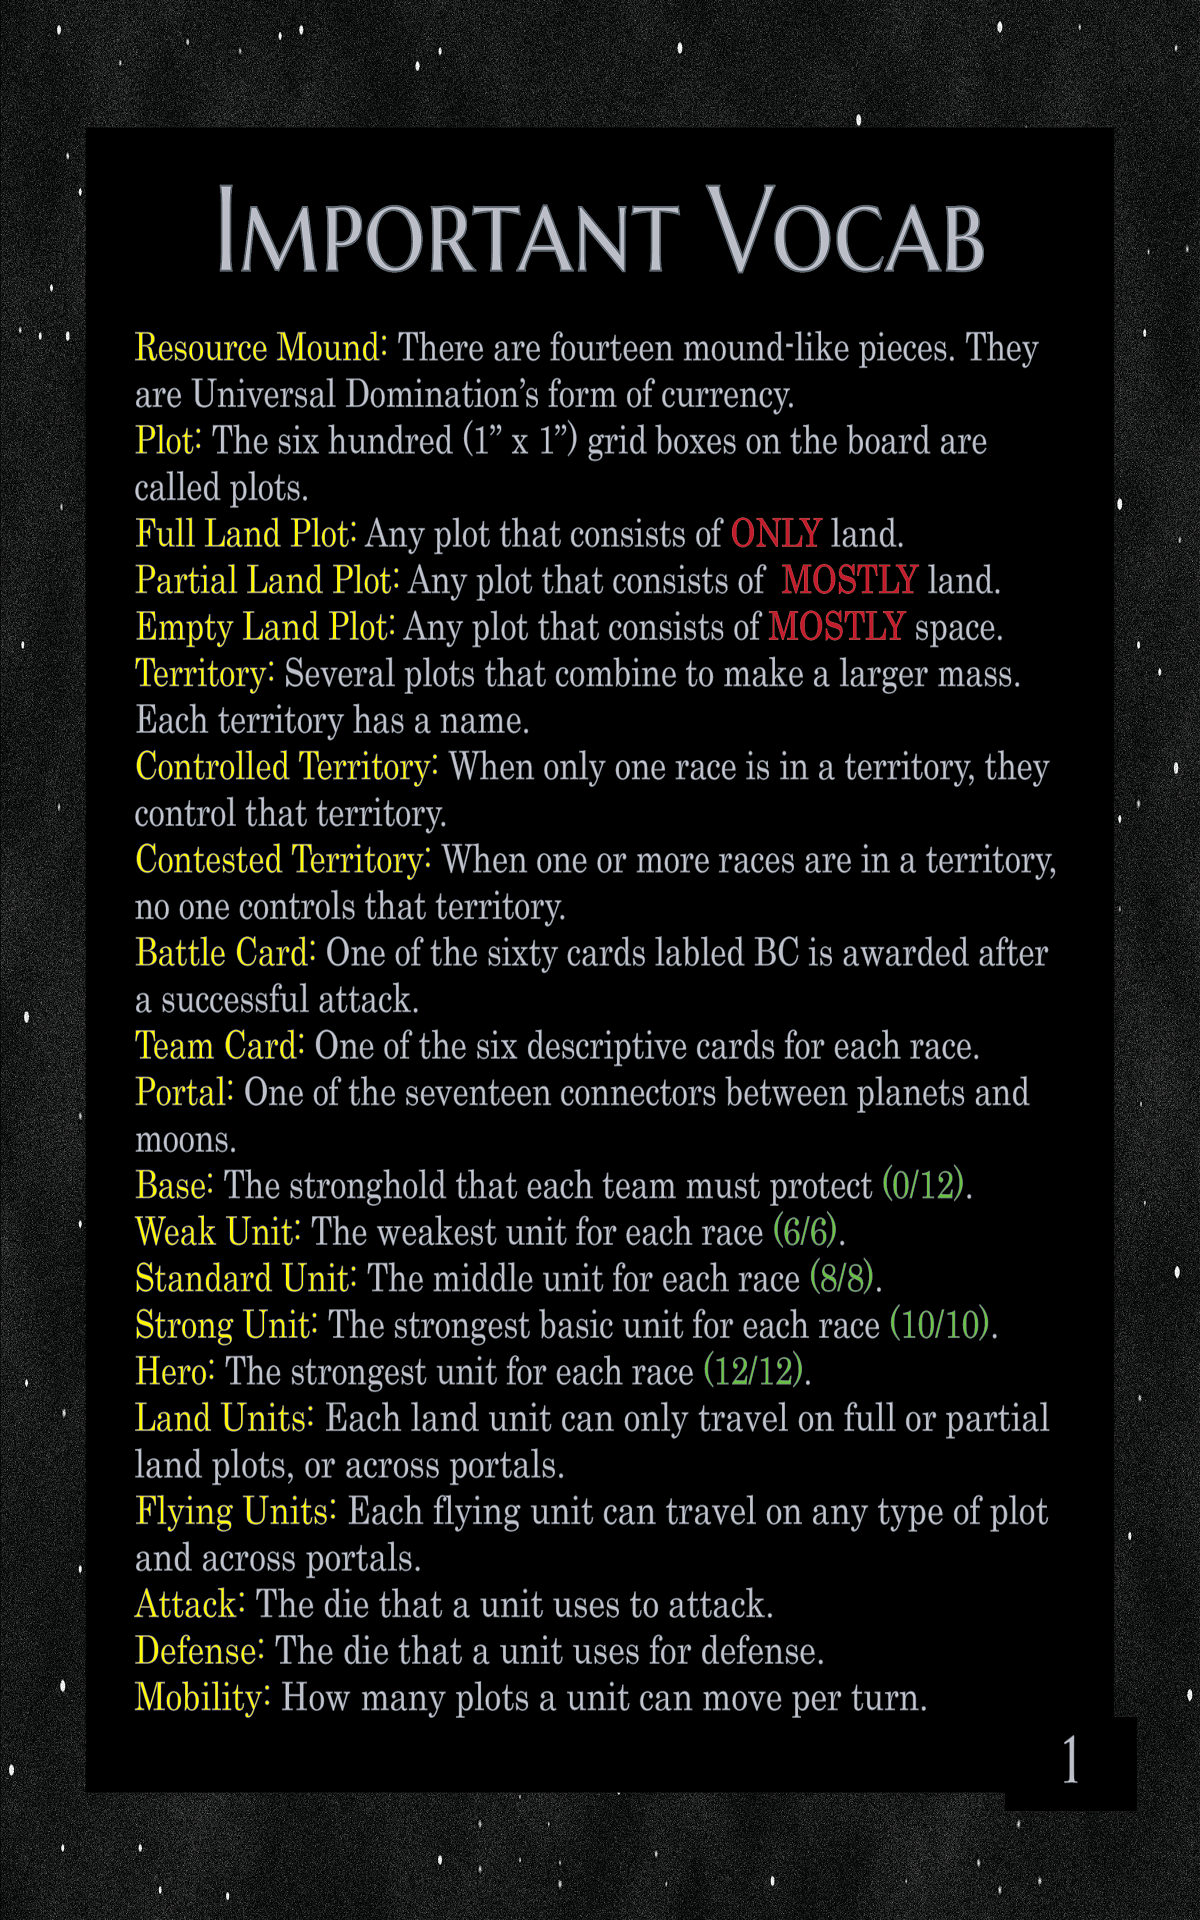 Important Vocab
Resource Mound: There are fourteen mound-like pieces. They
are Universal Domination’s form of currency.
Plot: The six hundred (1” x 1”) grid boxes on the board are
called plots.
Full Land Plot: Any plot that consists of ONLY land.
Partial Land Plot: Any plot that consists of MOSTLY land.
Empty Land Plot: Any plot that consists of MOSTLY space.
Territory: Several plots that combine to make a larger mass.
Each territory has a name.
Controlled Territory: When only one race is in a territory, they
control that territory.
Contested Territory: When one or more races are in a territory,
no one controls that territory.
Battle Card: One of the sixty cards labled BC is awarded after
a successful attack.
Team Card: One of the six descriptive cards for each race.
Portal: One of the seventeen connectors between planets and
moons.
Base: The stronghold that each team must protect (0/12).
Weak Unit: The weakest unit for each race (6/6).
Standard Unit: The middle unit for each race (8/8).
Strong Unit: The strongest basic unit for each race (10/10).
Hero: The strongest unit for each race (12/12).
Land Units: Each land unit can only travel on full or partial
land plots, or across portals.
Flying Units: Each flying unit can travel on any type of plot
and across portals.
Attack: The die that a unit uses to attack.
Defense: The die that a unit uses for defense.
Mobility: How many plots a unit can move per turn.
1